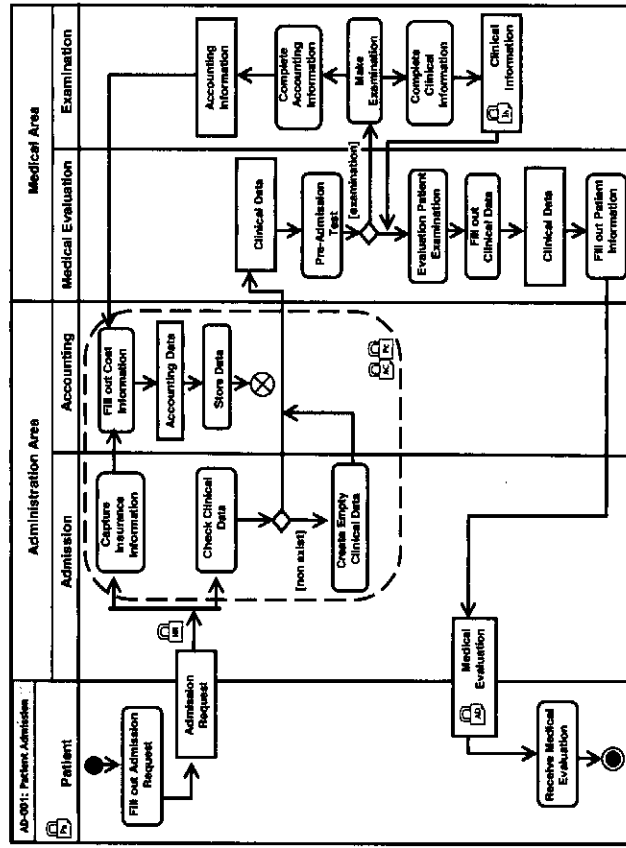 AD-001: Patient Admission
Patient
Administration Area
Admission
Accounting
Medical Area
Medical Evaluation
Examination
Fill out Admission
Request
Admission
Request
NR
Capture
Insurance
Information
Check Clinical
Data
[non exist]
Create Empty
Clinical Data
Fill out Cost
Information
Accounting Data
Store Data
AC
Pc
Clinical Data
Pre-Admission
Test
[examination]
Evaluation Patient
Examination
Fill out
Clinical Data
Clinical Data
Fill out Patient
Information
Accounting
Information
Complete
Accounting
Information
Make
Examination
Complete
Clinical
Information
Clinical
Information
Medical
Evaluation
AD
Receive Medical
Evaluation